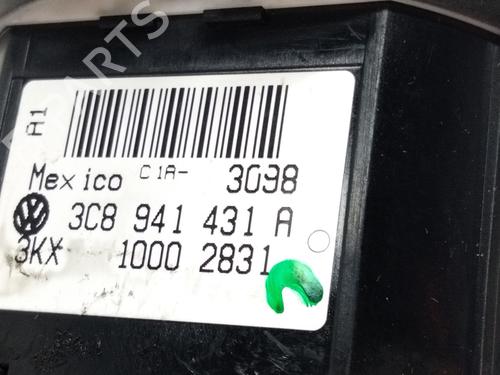 A1
Mexico C1A- 3098
3C8 941 431 A
3KX 1000 2831